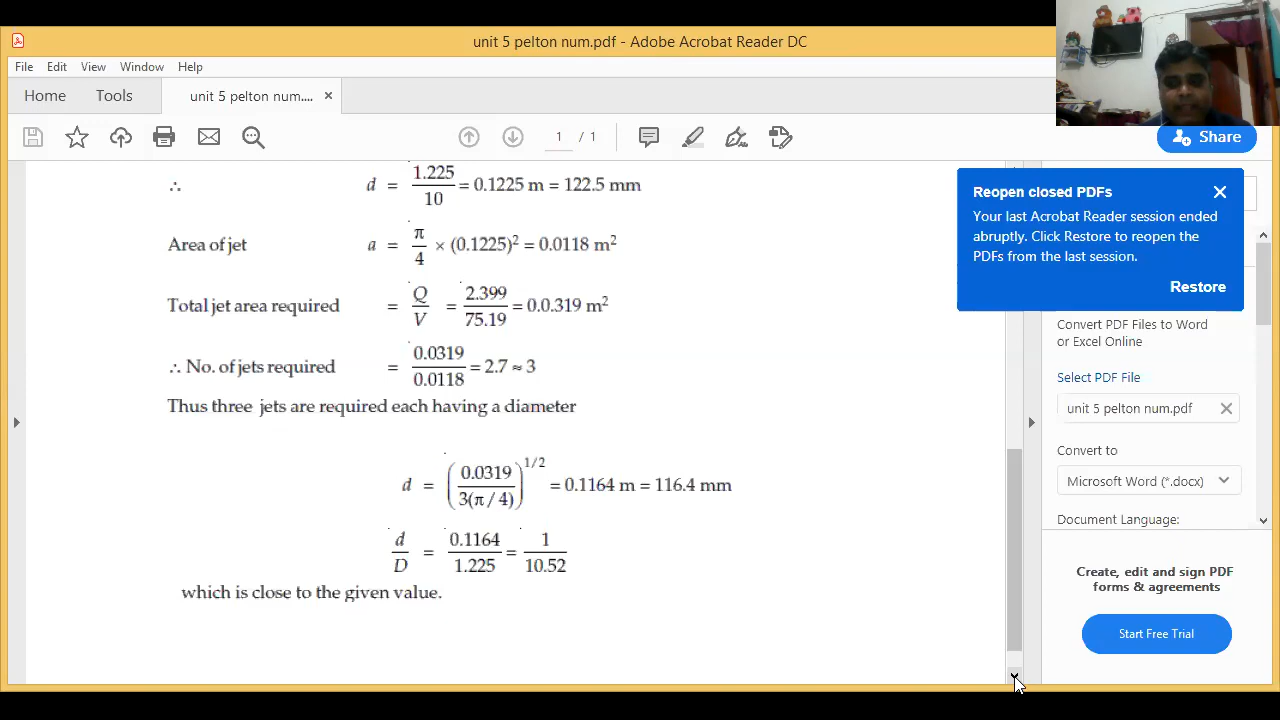 unit 5 pelton num.pdf - Adobe Acrobat Reader DC
File Edit View Window Help
Home Tools unit 5 pelton num.... ×
1 / 1
Share
∴ d = 1.225/10 = 0.1225 m = 122.5 mm
Area of jet a = π/4 × (0.1225)² = 0.0118 m²
Total jet area required = Q/V = 2.399/75.19 = 0.0.319 m²
∴ No. of jets required = 0.0319/0.0118 = 2.7 ≈ 3
Thus three jets are required each having a diameter
d = (0.0319/3(π/4))^1/2 = 0.1164 m = 116.4 mm
d/D = 0.1164/1.225 = 1/10.52
which is close to the given value.
Reopen closed PDFs
Your last Acrobat Reader session ended
abruptly. Click Restore to reopen the
PDFs from the last session.
Restore
Convert PDF Files to Word
or Excel Online
Select PDF File
unit 5 pelton num.pdf
Convert to
Microsoft Word (*.docx)
Document Language:
Create, edit and sign PDF
forms & agreements
Start Free Trial